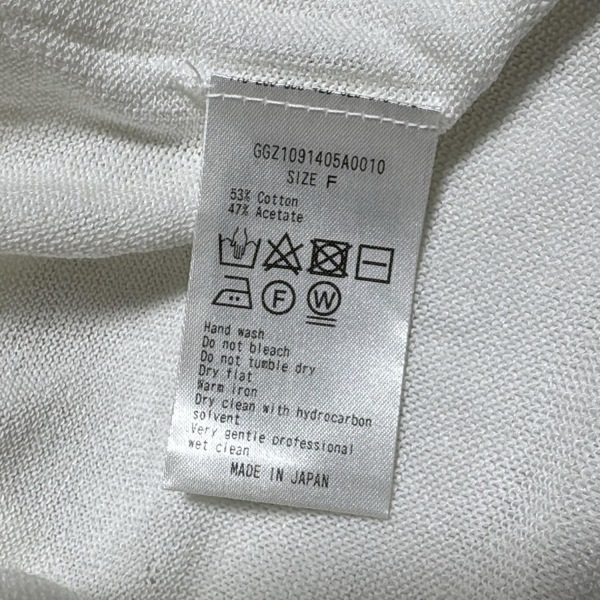 GGZ1091405A0010
SIZE F
53% Cotton
47% Acetate
F
W
Hand wash
Do not bleach
Do not tumble dry
Dry flat
Warm iron
Dry clean with hydrocarbon
solvent
Very gentle professional
wet clean
MADE IN JAPAN